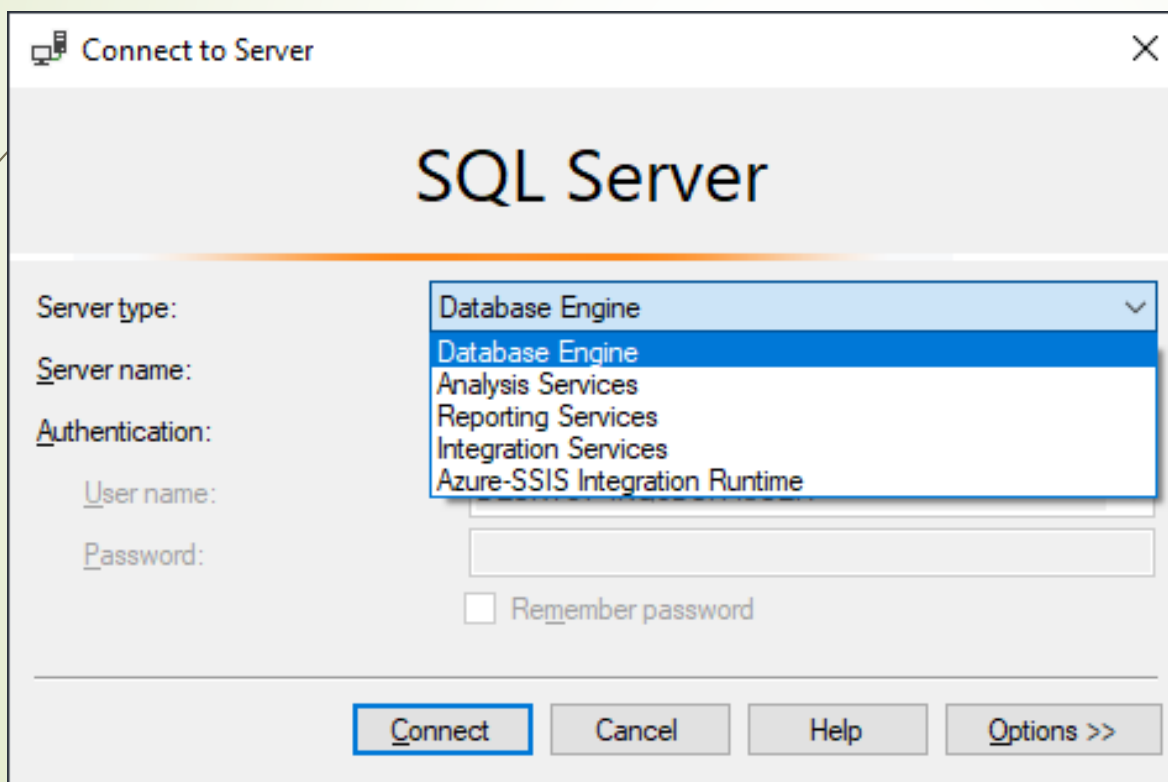 Connect to Server
SQL Server
Server type:
Database Engine
Database Engine
Analysis Services
Reporting Services
Integration Services
Azure-SSIS Integration Runtime
Server name:
Authentication:
User name:
Password:
Remember password
Connect
Cancel
Help
Options >>